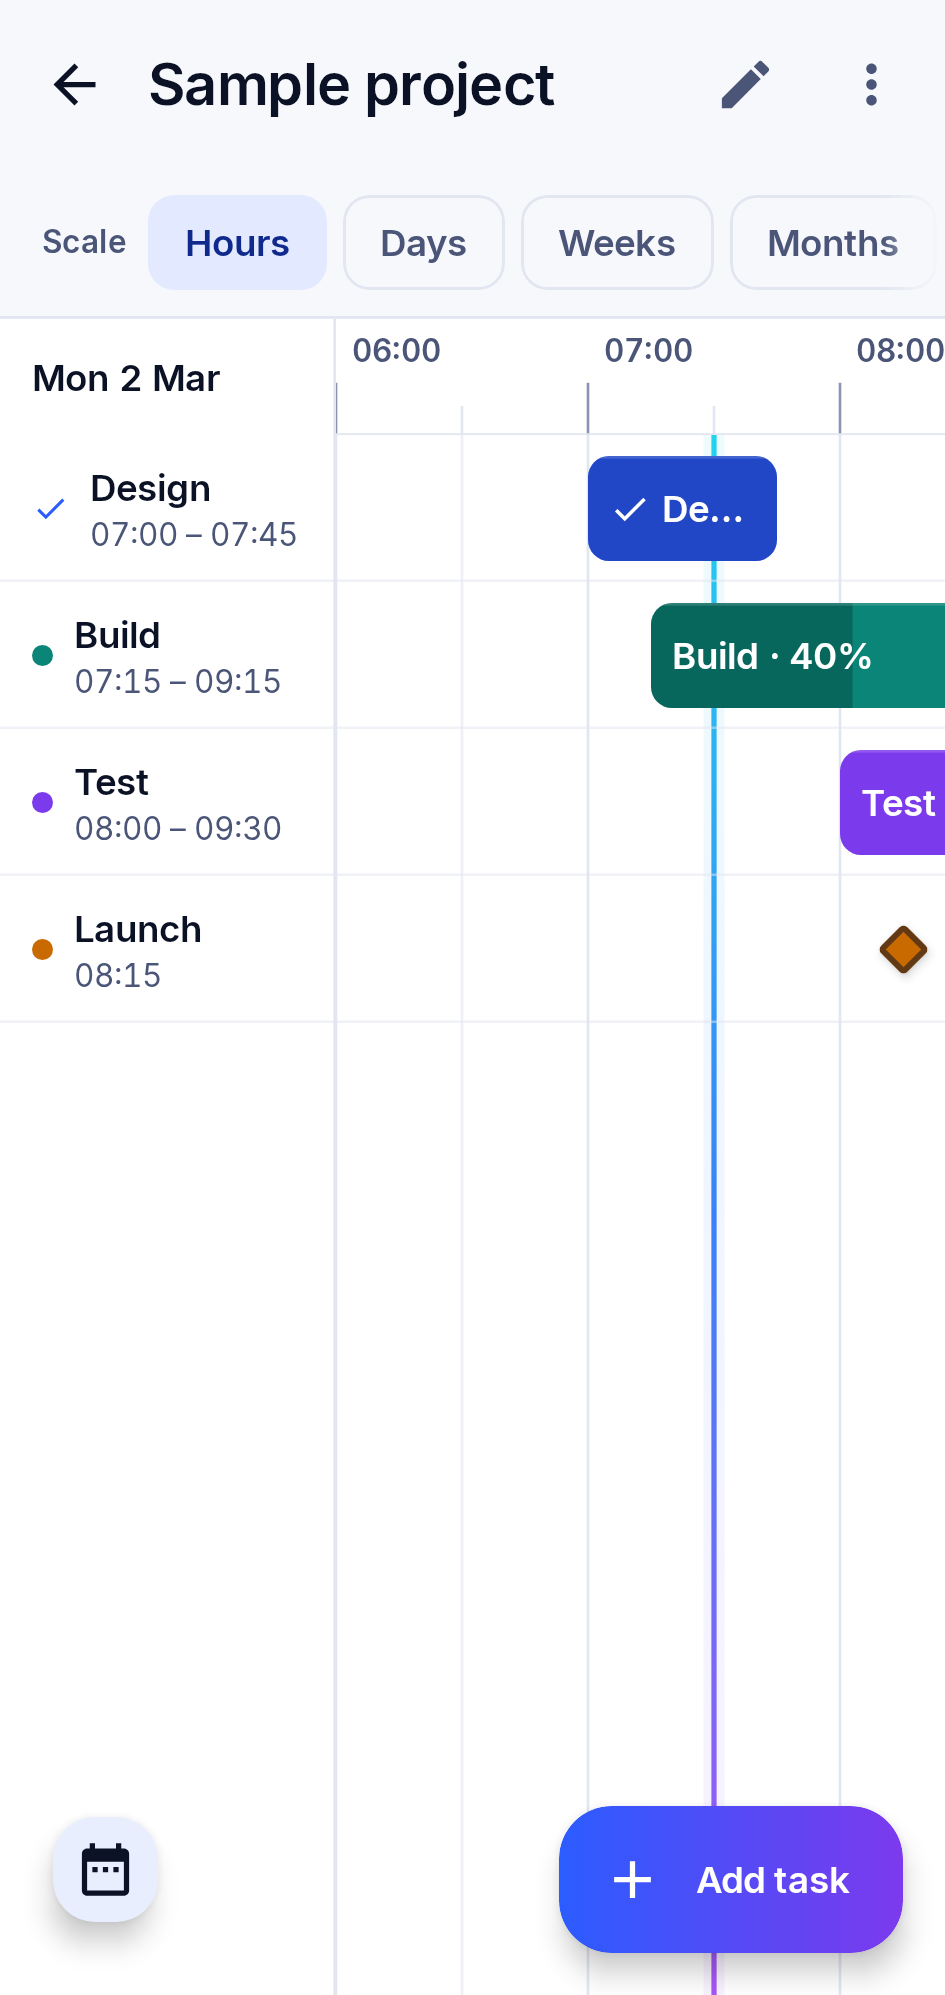 Sample project
Scale Hours Days Weeks Months
06:00 07:00 08:00
Mon 2 Mar
Design
07:00 – 07:45
De...
Build
07:15 – 09:15
Build · 40%
Test
08:00 – 09:30
Test
Launch
08:15
Add task